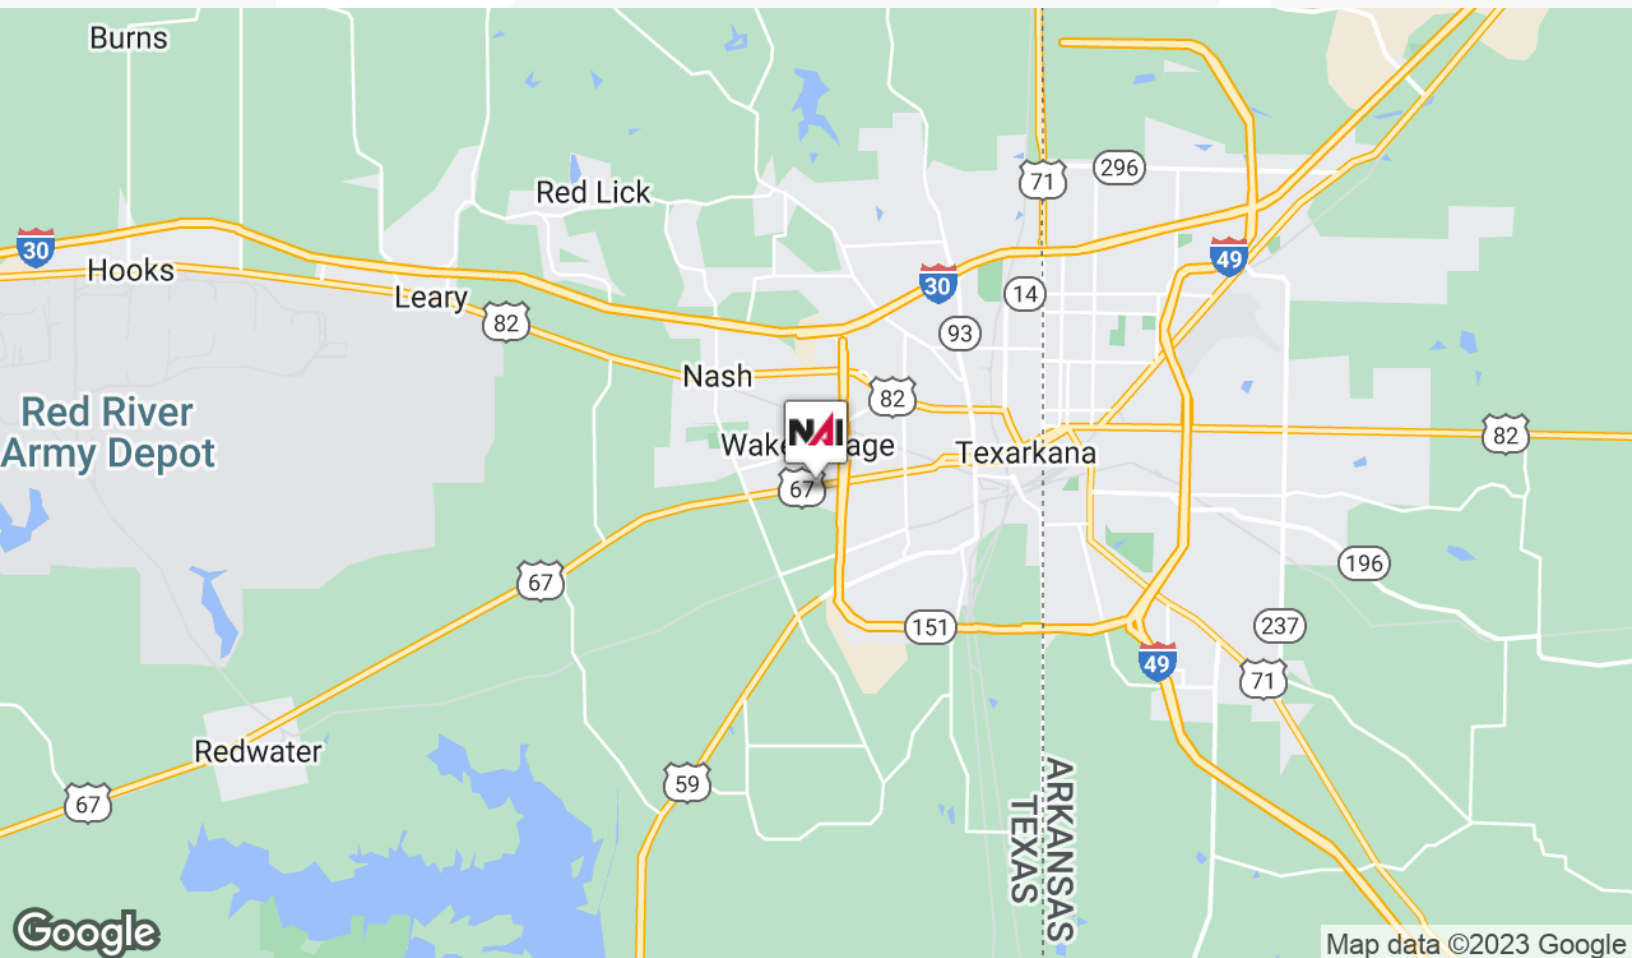 Burns
Red Lick
71
296
30
Hooks
Leary
82
30
14
93
49
Nash
82
Red River
Army Depot
NAI
Wake
age
Texarkana
82
67
67
196
151
237
49
71
Redwater
67
59
ARKANSAS
TEXAS
Google
Map data ©2023 Google